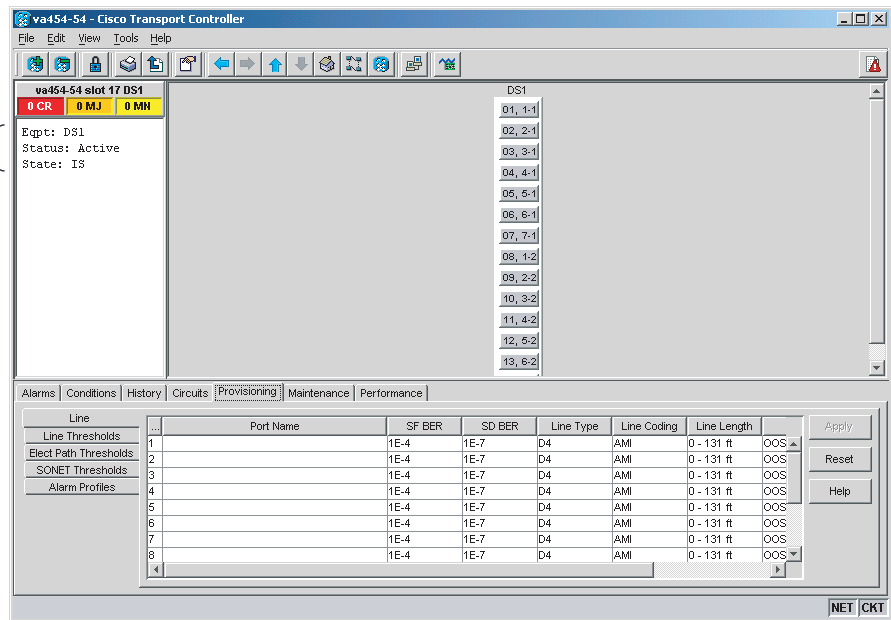 va454-54 - Cisco Transport Controller
File Edit View Tools Help
va454-54 slot 17 DS1
0 CR 0 MJ 0 MN
Eqpt: DS1
Status: Active
State: IS
DS1
01, 1-1
02, 2-1
03, 3-1
04, 4-1
05, 5-1
06, 6-1
07, 7-1
08, 1-2
09, 2-2
10, 3-2
11, 4-2
12, 5-2
13, 6-2
Alarms Conditions History Circuits Provisioning Maintenance Performance
Line
Line Thresholds
Elect Path Thresholds
SONET Thresholds
Alarm Profiles
... Port Name SF BER SD BER Line Type Line Coding Line Length
1 1E-4 1E-7 D4 AMI 0 - 131 ft OOS
2 1E-4 1E-7 D4 AMI 0 - 131 ft OOS
3 1E-4 1E-7 D4 AMI 0 - 131 ft OOS
4 1E-4 1E-7 D4 AMI 0 - 131 ft OOS
5 1E-4 1E-7 D4 AMI 0 - 131 ft OOS
6 1E-4 1E-7 D4 AMI 0 - 131 ft OOS
7 1E-4 1E-7 D4 AMI 0 - 131 ft OOS
8 1E-4 1E-7 D4 AMI 0 - 131 ft OOS
Apply
Reset
Help
NET CKT